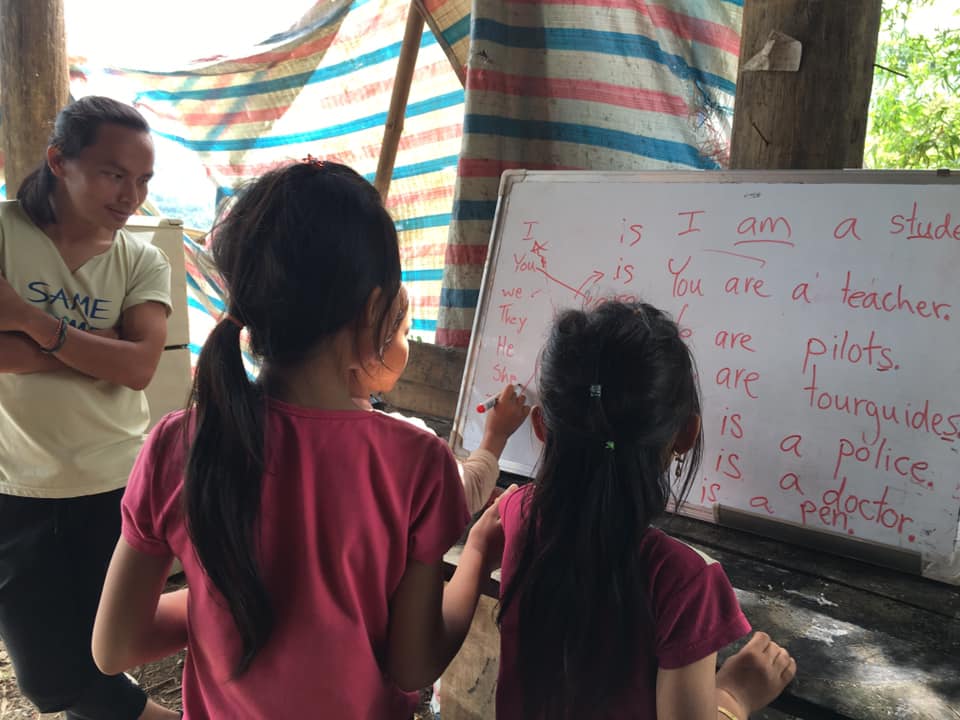 SAME
I is I am a stude
You is You are a teacher.
we are pilots.
They are tourguides.
He is a police.
She is a doctor.
is a pen.